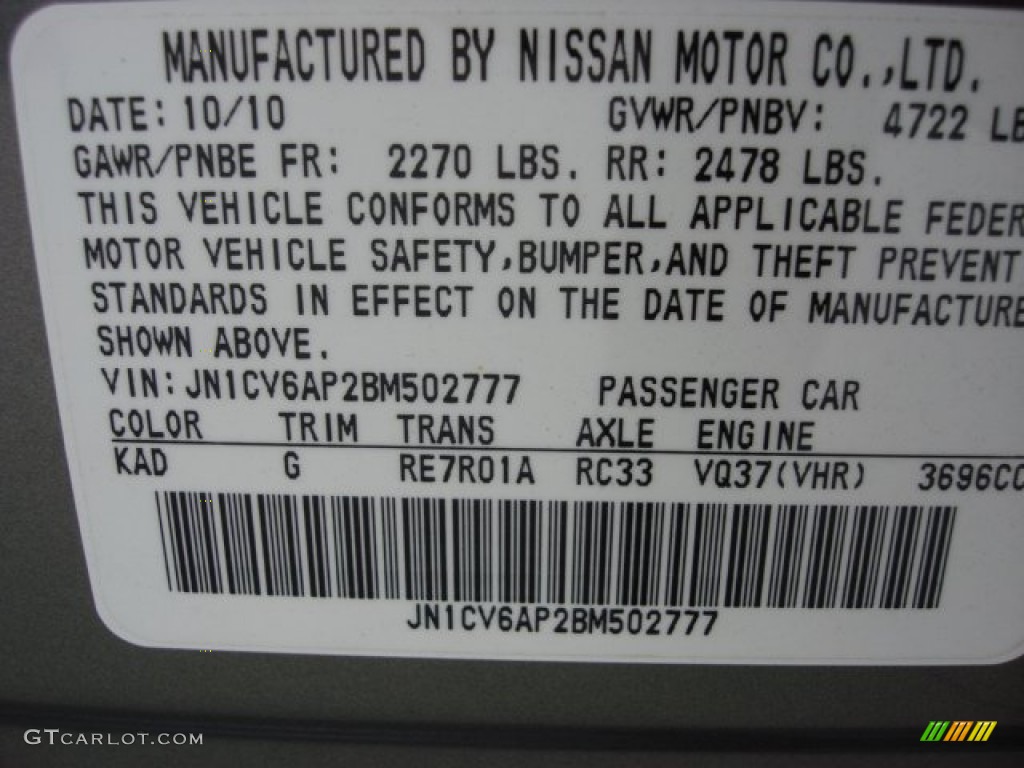 MANUFACTURED BY NISSAN MOTOR CO.,LTD.
DATE: 10/10 GVWR/PNBV: 4722 LB
GAWR/PNBE FR: 2270 LBS. RR: 2478 LBS.
THIS VEHICLE CONFORMS TO ALL APPLICABLE FEDER
MOTOR VEHICLE SAFETY,BUMPER,AND THEFT PREVENT
STANDARDS IN EFFECT ON THE DATE OF MANUFACTURE
SHOWN ABOVE.
VIN:JN1CV6AP2BM502777 PASSENGER CAR
COLOR TRIM TRANS AXLE ENGINE
KAD G RE7R01A RC33 VQ37(VHR) 3696CC
JN1CV6AP2BM502777
GTCARLOT.COM